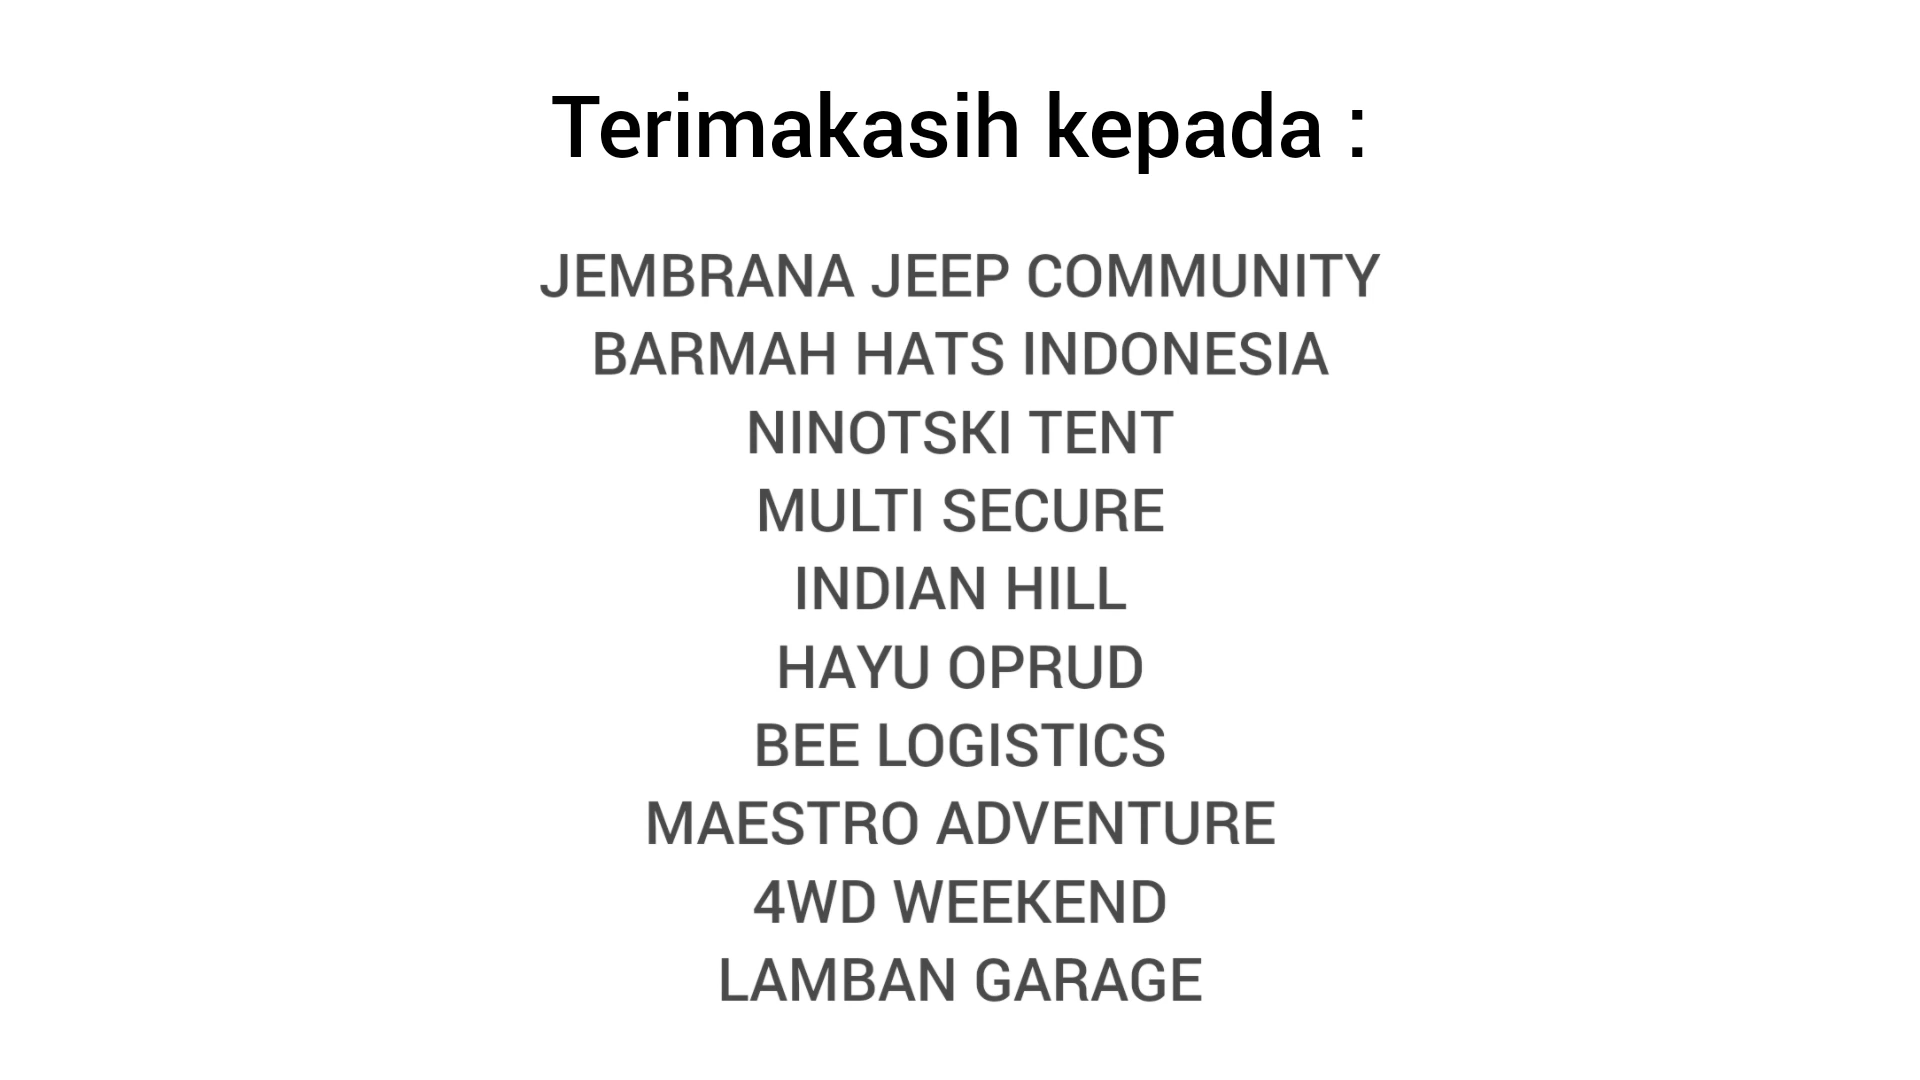 Terimakasih kepada :
JEMBRANA JEEP COMMUNITY
BARMAH HATS INDONESIA
NINOTSKI TENT
MULTI SECURE
INDIAN HILL
HAYU OPRUD
BEE LOGISTICS
MAESTRO ADVENTURE
4WD WEEKEND
LAMBAN GARAGE